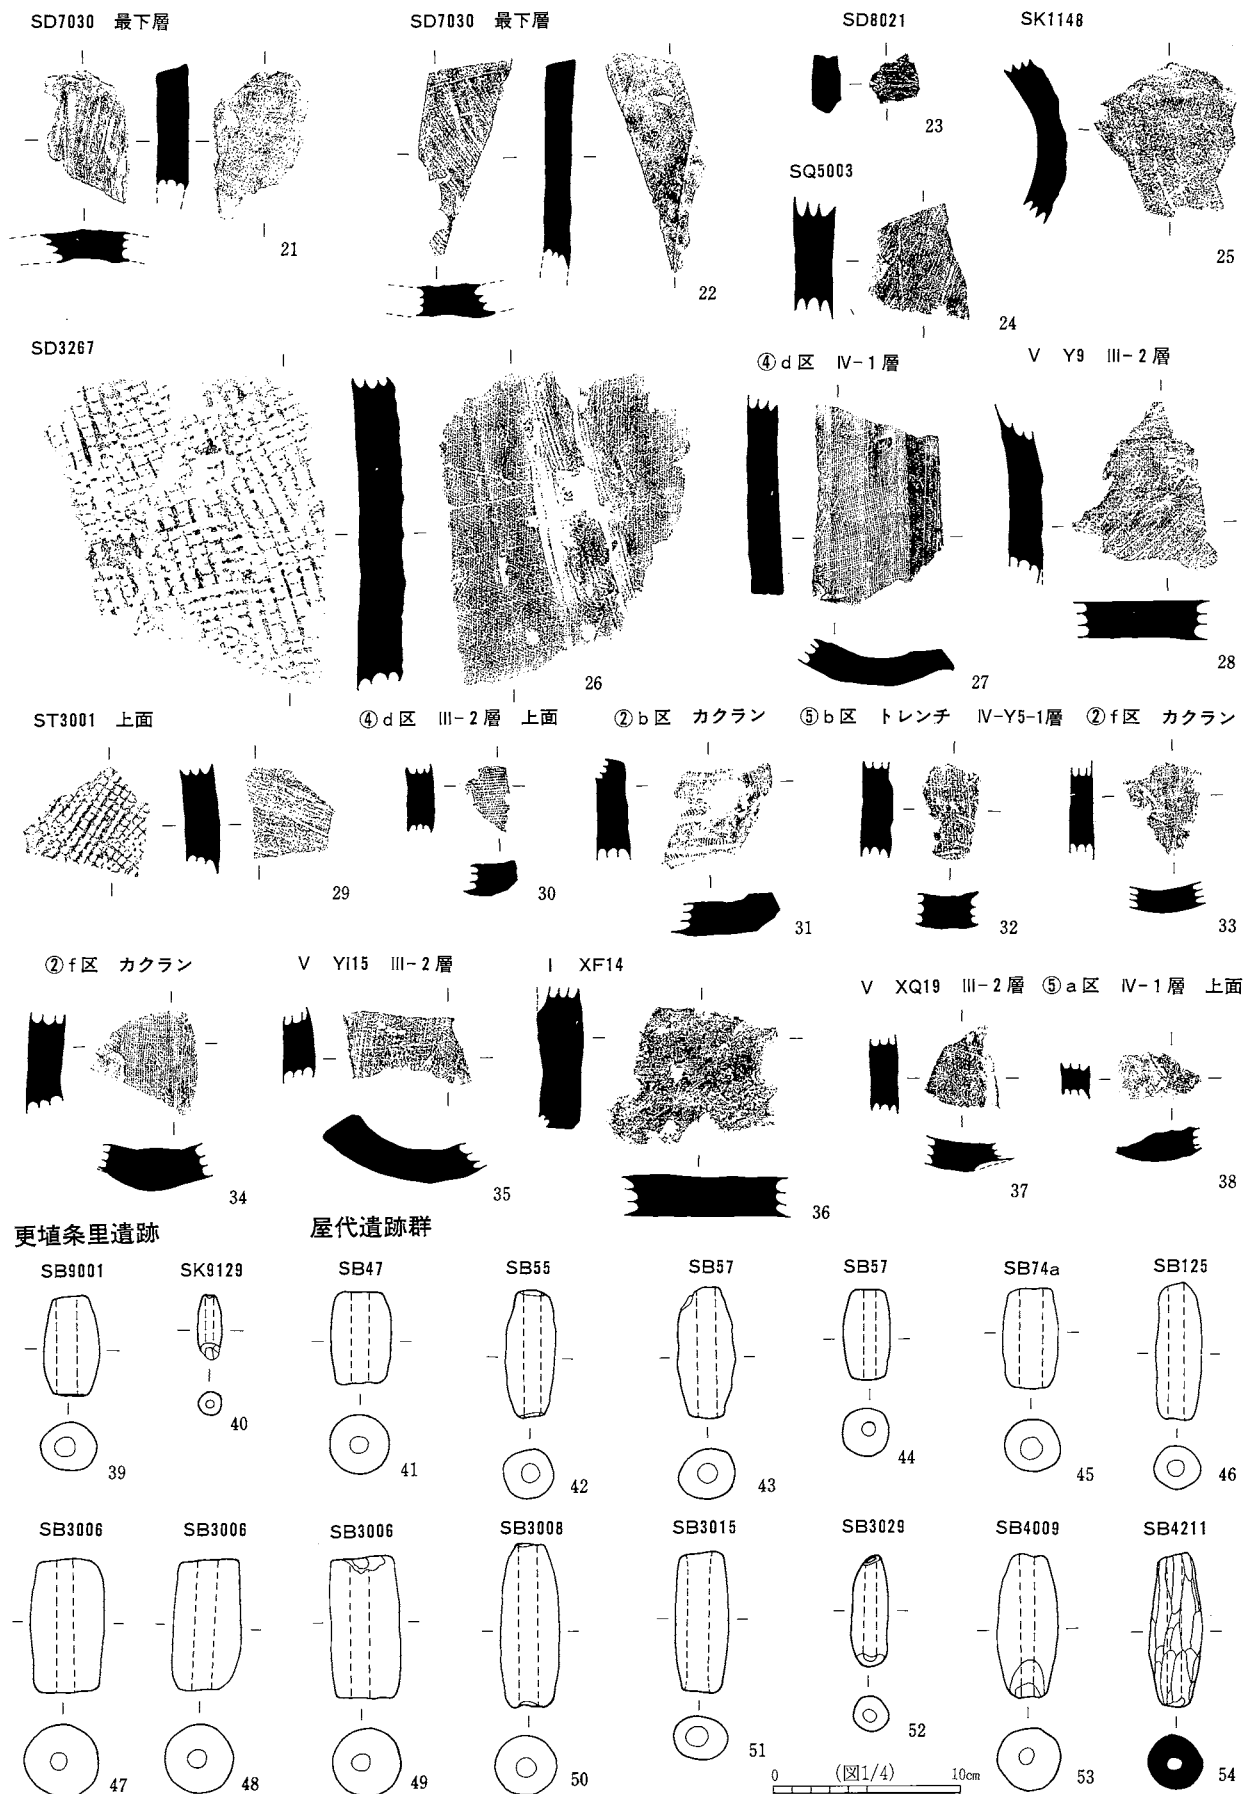 SD7030 最下層 SD7030 最下層 SD8021 SK1148
21 22 23 25
SQ5003
24
SD3267 ④d区 Ⅳ-1層 V Y9 III-2層
26 27 28
ST3001 上面 ④d区 III-2層 上面 ②b区 カクラン ⑤b区 トレンチ Ⅳ-Y5-1層 ②f区 カクラン
29 30 31 32 33
②f区 カクラン V YI15 III-2層 I XF14 V XQ19 III-2層 ⑤a区 Ⅳ-1層 上面
34 35 36 37 38
更埴条里遺跡 屋代遺跡群
SB9001 SK9129 SB47 SB55 SB57 SB57 SB74a SB125
39 40 41 42 43 44 45 46
SB3006 SB3006 SB3006 SB3008 SB3015 SB3029 SB4009 SB4211
47 48 49 50 51 52 53 54
0 (図1/4) 10cm